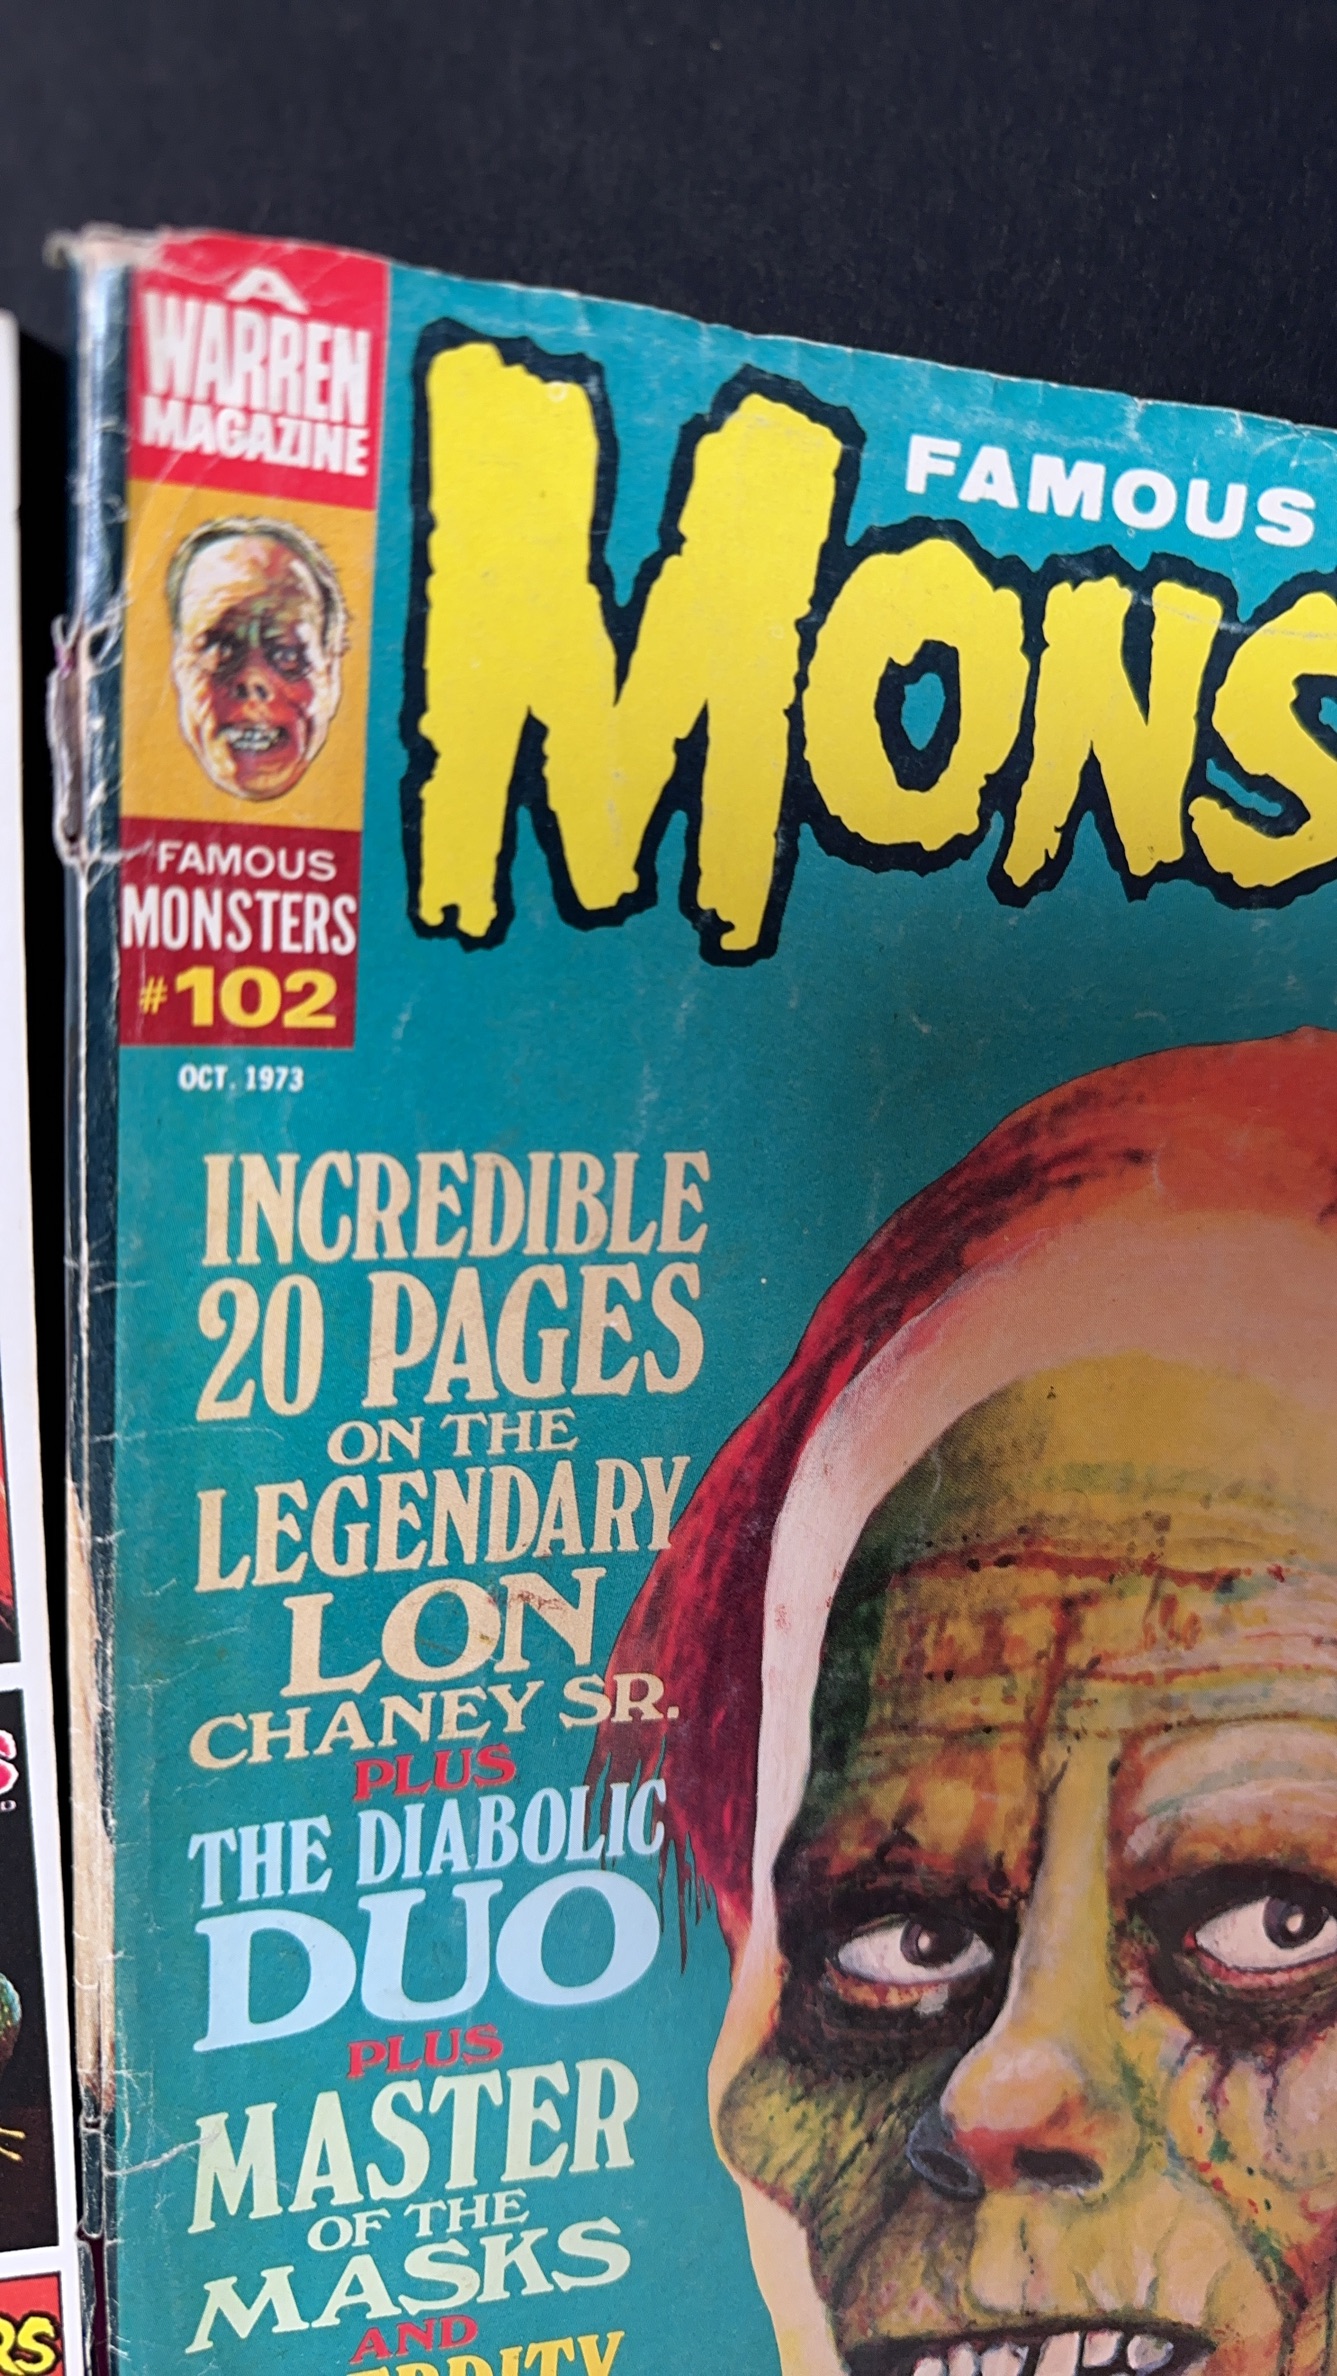 A
WARREN
MAGAZINE
FAMOUS
MONSTERS
#102
OCT. 1973
FAMOUS
MONS
INCREDIBLE
20 PAGES
ON THE
LEGENDARY
LON
CHANEY SR.
PLUS
THE DIABOLIC
DUO
PLUS
MASTER
OF THE
MASKS
AND
RS